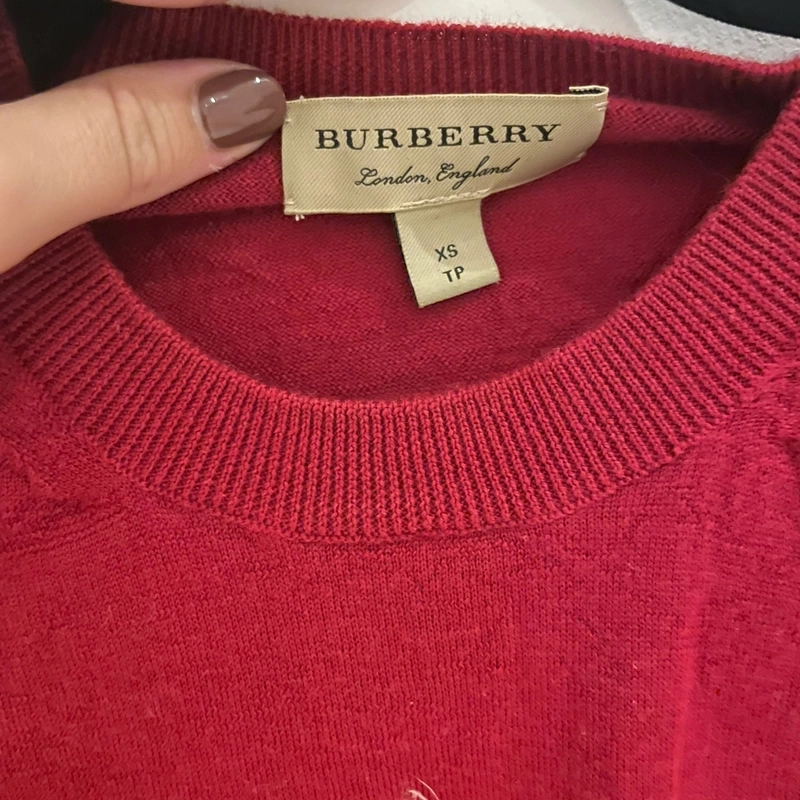 BURBERRY
London, England
XS
TP